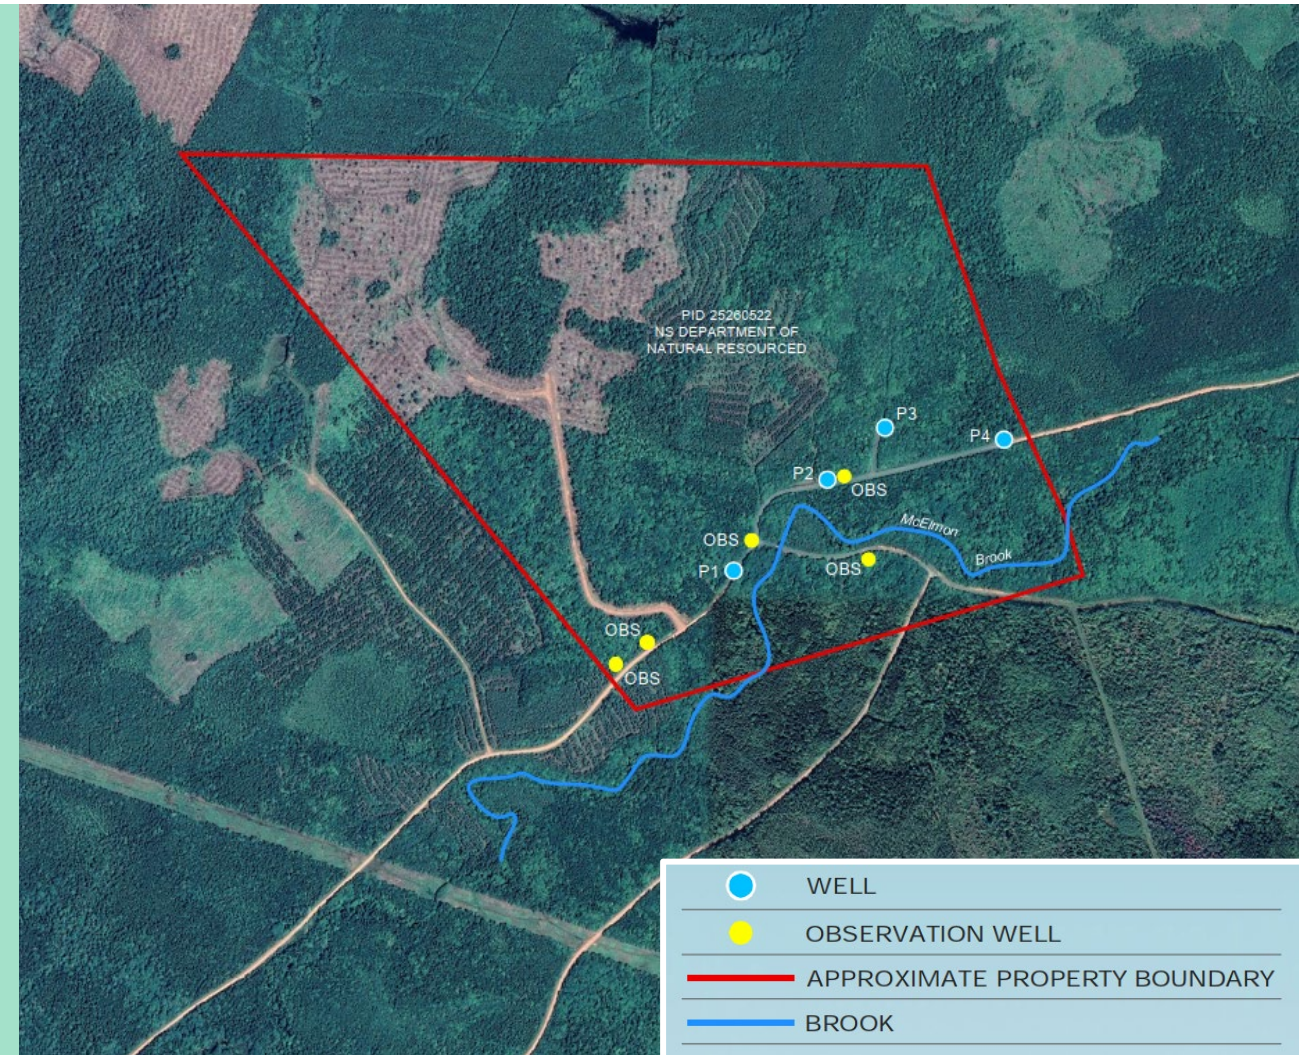 PID 25260522
NS DEPARTMENT OF
NATURAL RESOURCED
P3
P4
P2
OBS
McElmon
Brook
OBS
P1
OBS
OBS
OBS
WELL
OBSERVATION WELL
APPROXIMATE PROPERTY BOUNDARY
BROOK